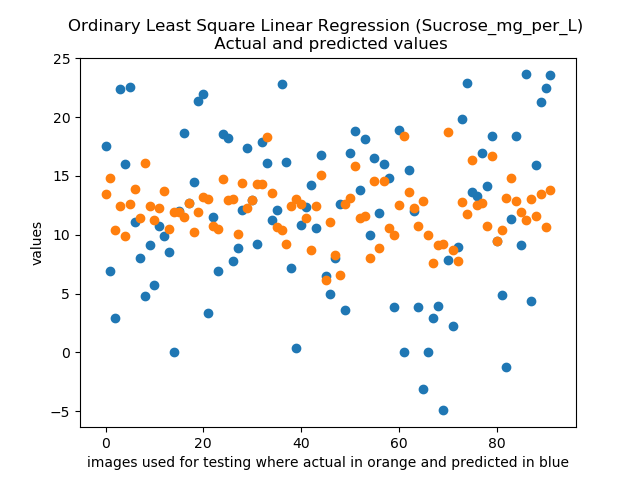 Ordinary Least Square Linear Regression (Sucrose_mg_per_L)
Actual and predicted values
25
20
15
10
5
0
−5
values
0 20 40 60 80
images used for testing where actual in orange and predicted in blue